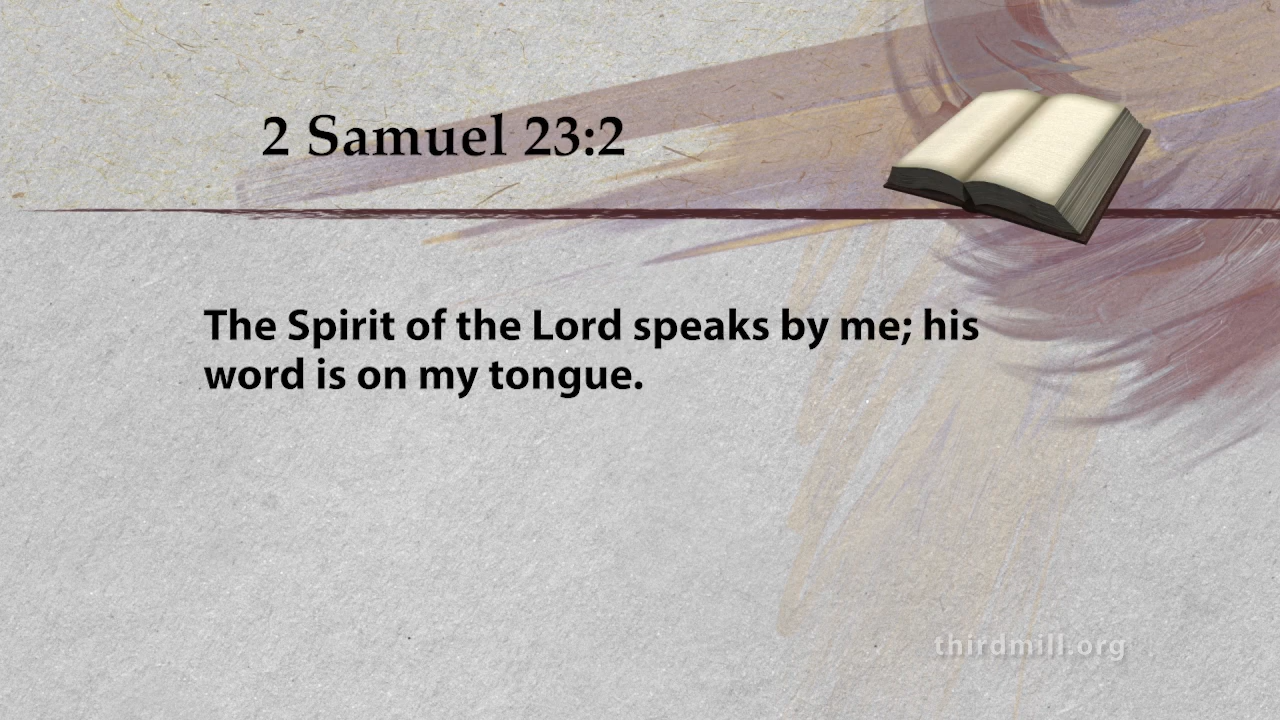 2 Samuel 23:2
The Spirit of the Lord speaks by me; his
word is on my tongue.
thirdmill.org